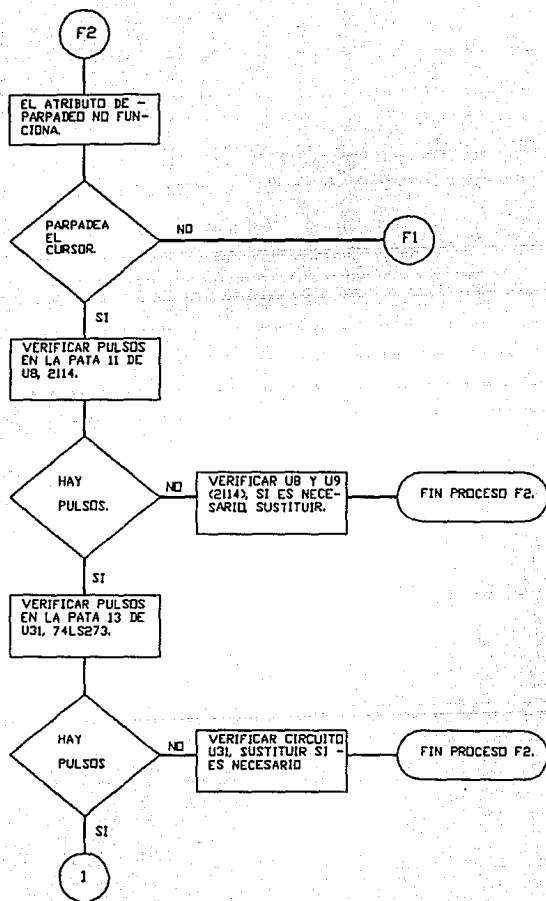 F2
EL ATRIBUTO DE -
PARPADEO NO FUN-
CIONA.
PARPADEA
EL
CURSOR.
NO
F1
SI
VERIFICAR PULSOS
EN LA PATA 11 DE
U8, 2114.
HAY
PULSOS.
NO
VERIFICAR U8 Y U9
(2114), SI ES NECE-
SARIO, SUSTITUIR.
FIN PROCESO F2.
SI
VERIFICAR PULSOS
EN LA PATA 13 DE
U31, 74LS273.
HAY
PULSOS
NO
VERIFICAR CIRCUITO
U31, SUSTITUIR SI -
ES NECESARIO
FIN PROCESO F2.
SI
1